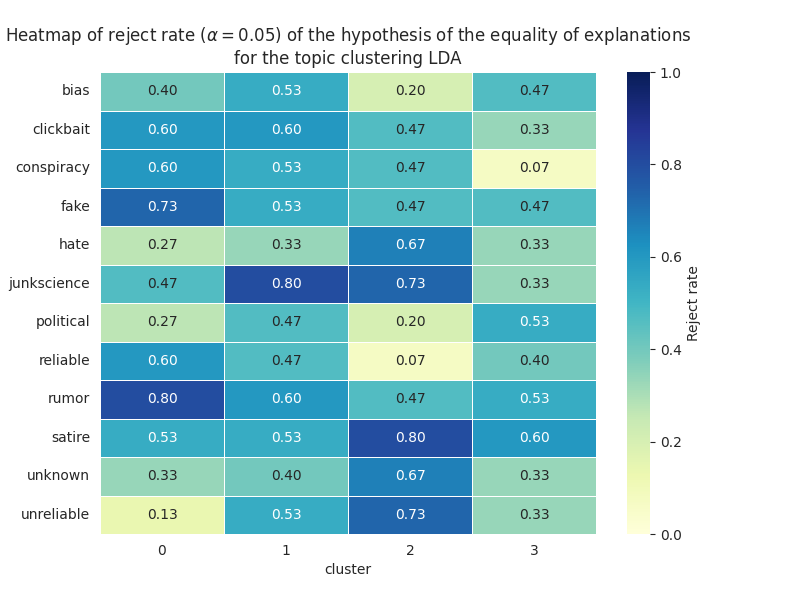 Heatmap of reject rate (α = 0.05) of the hypothesis of the equality of explanations
for the topic clustering LDA
bias 0.40 0.53 0.20 0.47
clickbait 0.60 0.60 0.47 0.33
conspiracy 0.60 0.53 0.47 0.07
fake 0.73 0.53 0.47 0.47
hate 0.27 0.33 0.67 0.33
junkscience 0.47 0.80 0.73 0.33
political 0.27 0.47 0.20 0.53
reliable 0.60 0.47 0.07 0.40
rumor 0.80 0.60 0.47 0.53
satire 0.53 0.53 0.80 0.60
unknown 0.33 0.40 0.67 0.33
unreliable 0.13 0.53 0.73 0.33
0 1 2 3
cluster
1.0
0.8
0.6
0.4
0.2
0.0
Reject rate